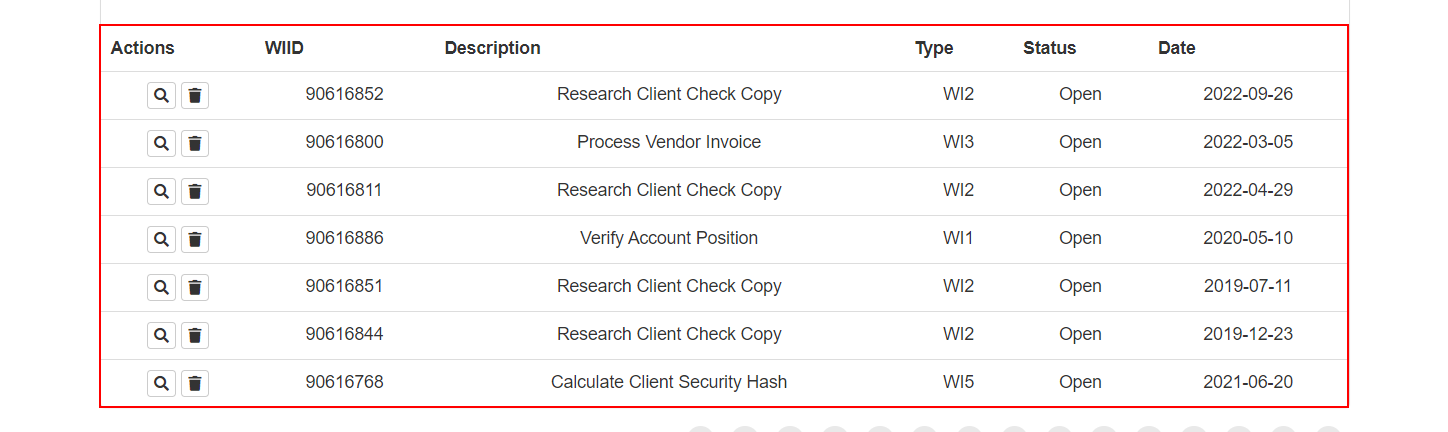 Actions WIID Description Type Status Date
90616852 Research Client Check Copy WI2 Open 2022-09-26
90616800 Process Vendor Invoice WI3 Open 2022-03-05
90616811 Research Client Check Copy WI2 Open 2022-04-29
90616886 Verify Account Position WI1 Open 2020-05-10
90616851 Research Client Check Copy WI2 Open 2019-07-11
90616844 Research Client Check Copy WI2 Open 2019-12-23
90616768 Calculate Client Security Hash WI5 Open 2021-06-20